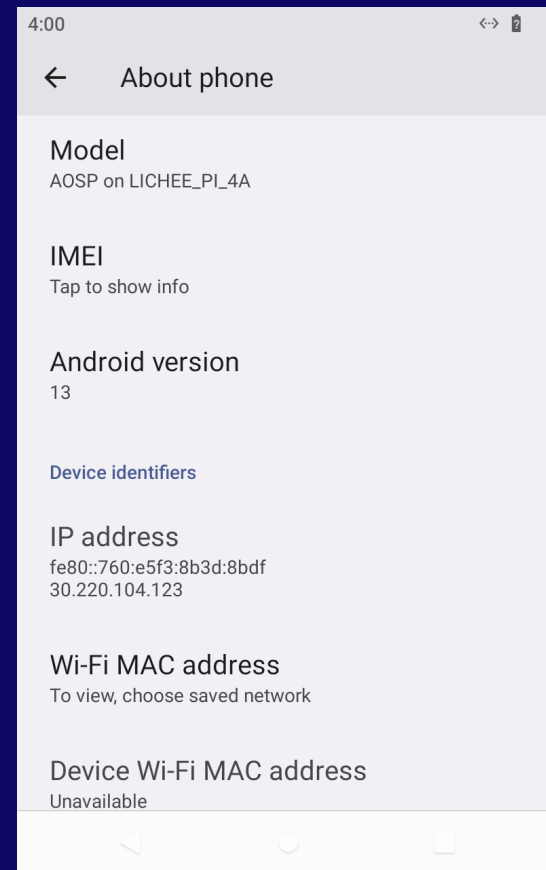 4:00
About phone
Model
AOSP on LICHEE_PI_4A
IMEI
Tap to show info
Android version
13
Device identifiers
IP address
fe80::760:e5f3:8b3d:8bdf
30.220.104.123
Wi-Fi MAC address
To view, choose saved network
Device Wi-Fi MAC address
Unavailable